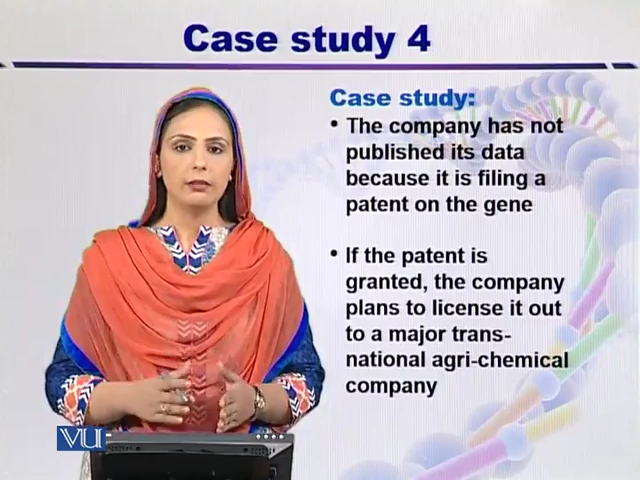 Case study 4
Case study:
• The company has not
published its data
because it is filing a
patent on the gene
• If the patent is
granted, the company
plans to license it out
to a major trans-
national agri-chemical
company
VU